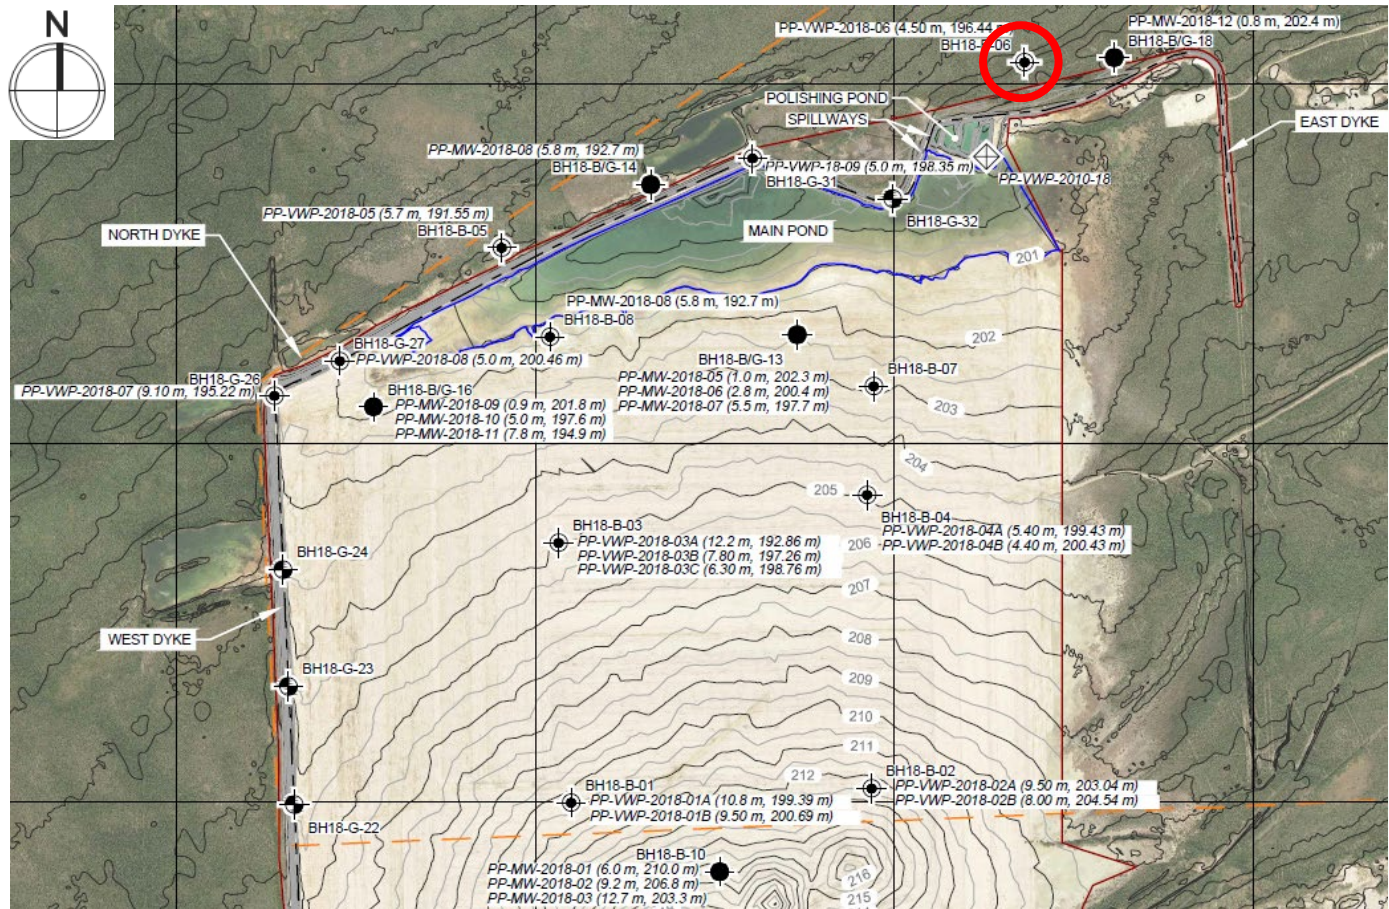 N
PP-VWP-2018-06 (4.50 m, 196.44 m)
BH18-B-06
PP-MW-2018-12 (0.8 m, 202.4 m)
BH18-B/G-18
POLISHING POND
SPILLWAYS
EAST DYKE
PP-MW-2018-08 (5.8 m, 192.7 m)
BH18-B/G-14
PP-VWP-18-09 (5.0 m, 198.35 m)
BH18-G-31
PP-VWP-2010-18
PP-VWP-2018-05 (5.7 m, 191.55 m)
BH18-B-05
BH18-G-32
NORTH DYKE
MAIN POND
201
PP-MW-2018-08 (5.8 m, 192.7 m)
BH18-B-08
202
BH18-G-27
PP-VWP-2018-08 (5.0 m, 200.46 m)
BH18-B/G-13
PP-MW-2018-05 (1.0 m, 202.3 m)
PP-MW-2018-06 (2.8 m, 200.4 m)
PP-MW-2018-07 (5.5 m, 197.7 m)
BH18-B-07
BH18-G-26
PP-VWP-2018-07 (9.10 m, 195.22 m)
BH18-B/G-16
PP-MW-2018-09 (0.9 m, 201.8 m)
PP-MW-2018-10 (5.0 m, 197.6 m)
PP-MW-2018-11 (7.8 m, 194.9 m)
203
204
205
BH18-B-04
PP-VWP-2018-04A (5.40 m, 199.43 m)
PP-VWP-2018-04B (4.40 m, 200.43 m)
BH18-B-03
PP-VWP-2018-03A (12.2 m, 192.86 m)
PP-VWP-2018-03B (7.80 m, 197.26 m)
PP-VWP-2018-03C (6.30 m, 198.76 m)
206
BH18-G-24
207
WEST DYKE
208
BH18-G-23
209
210
211
212
BH18-B-02
PP-VWP-2018-02A (9.50 m, 203.04 m)
PP-VWP-2018-02B (8.00 m, 204.54 m)
BH18-B-01
PP-VWP-2018-01A (10.8 m, 199.39 m)
PP-VWP-2018-01B (9.50 m, 200.69 m)
BH18-G-22
BH18-B-10
PP-MW-2018-01 (6.0 m, 210.0 m)
PP-MW-2018-02 (9.2 m, 206.8 m)
PP-MW-2018-03 (12.7 m, 203.3 m)
216
215